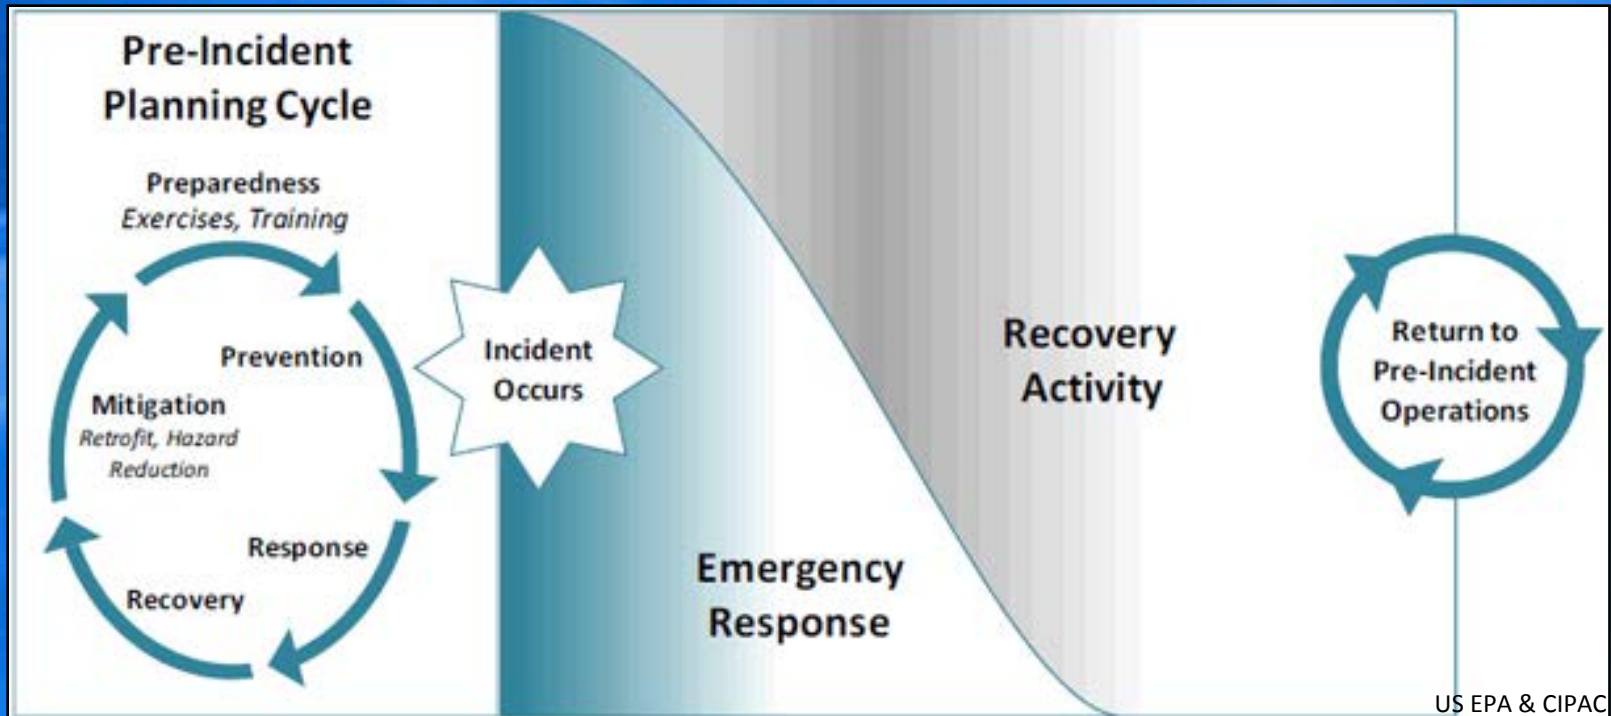 Pre-Incident
Planning Cycle
Preparedness
Exercises, Training
Prevention
Mitigation
Retrofit, Hazard
Reduction
Response
Recovery
Incident
Occurs
Emergency
Response
Recovery
Activity
Return to
Pre-Incident
Operations
US EPA & CIPAC